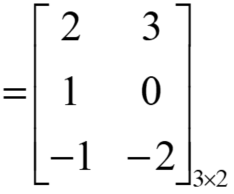 = [ 2 3
1 0
-1 -2 ] 3×2